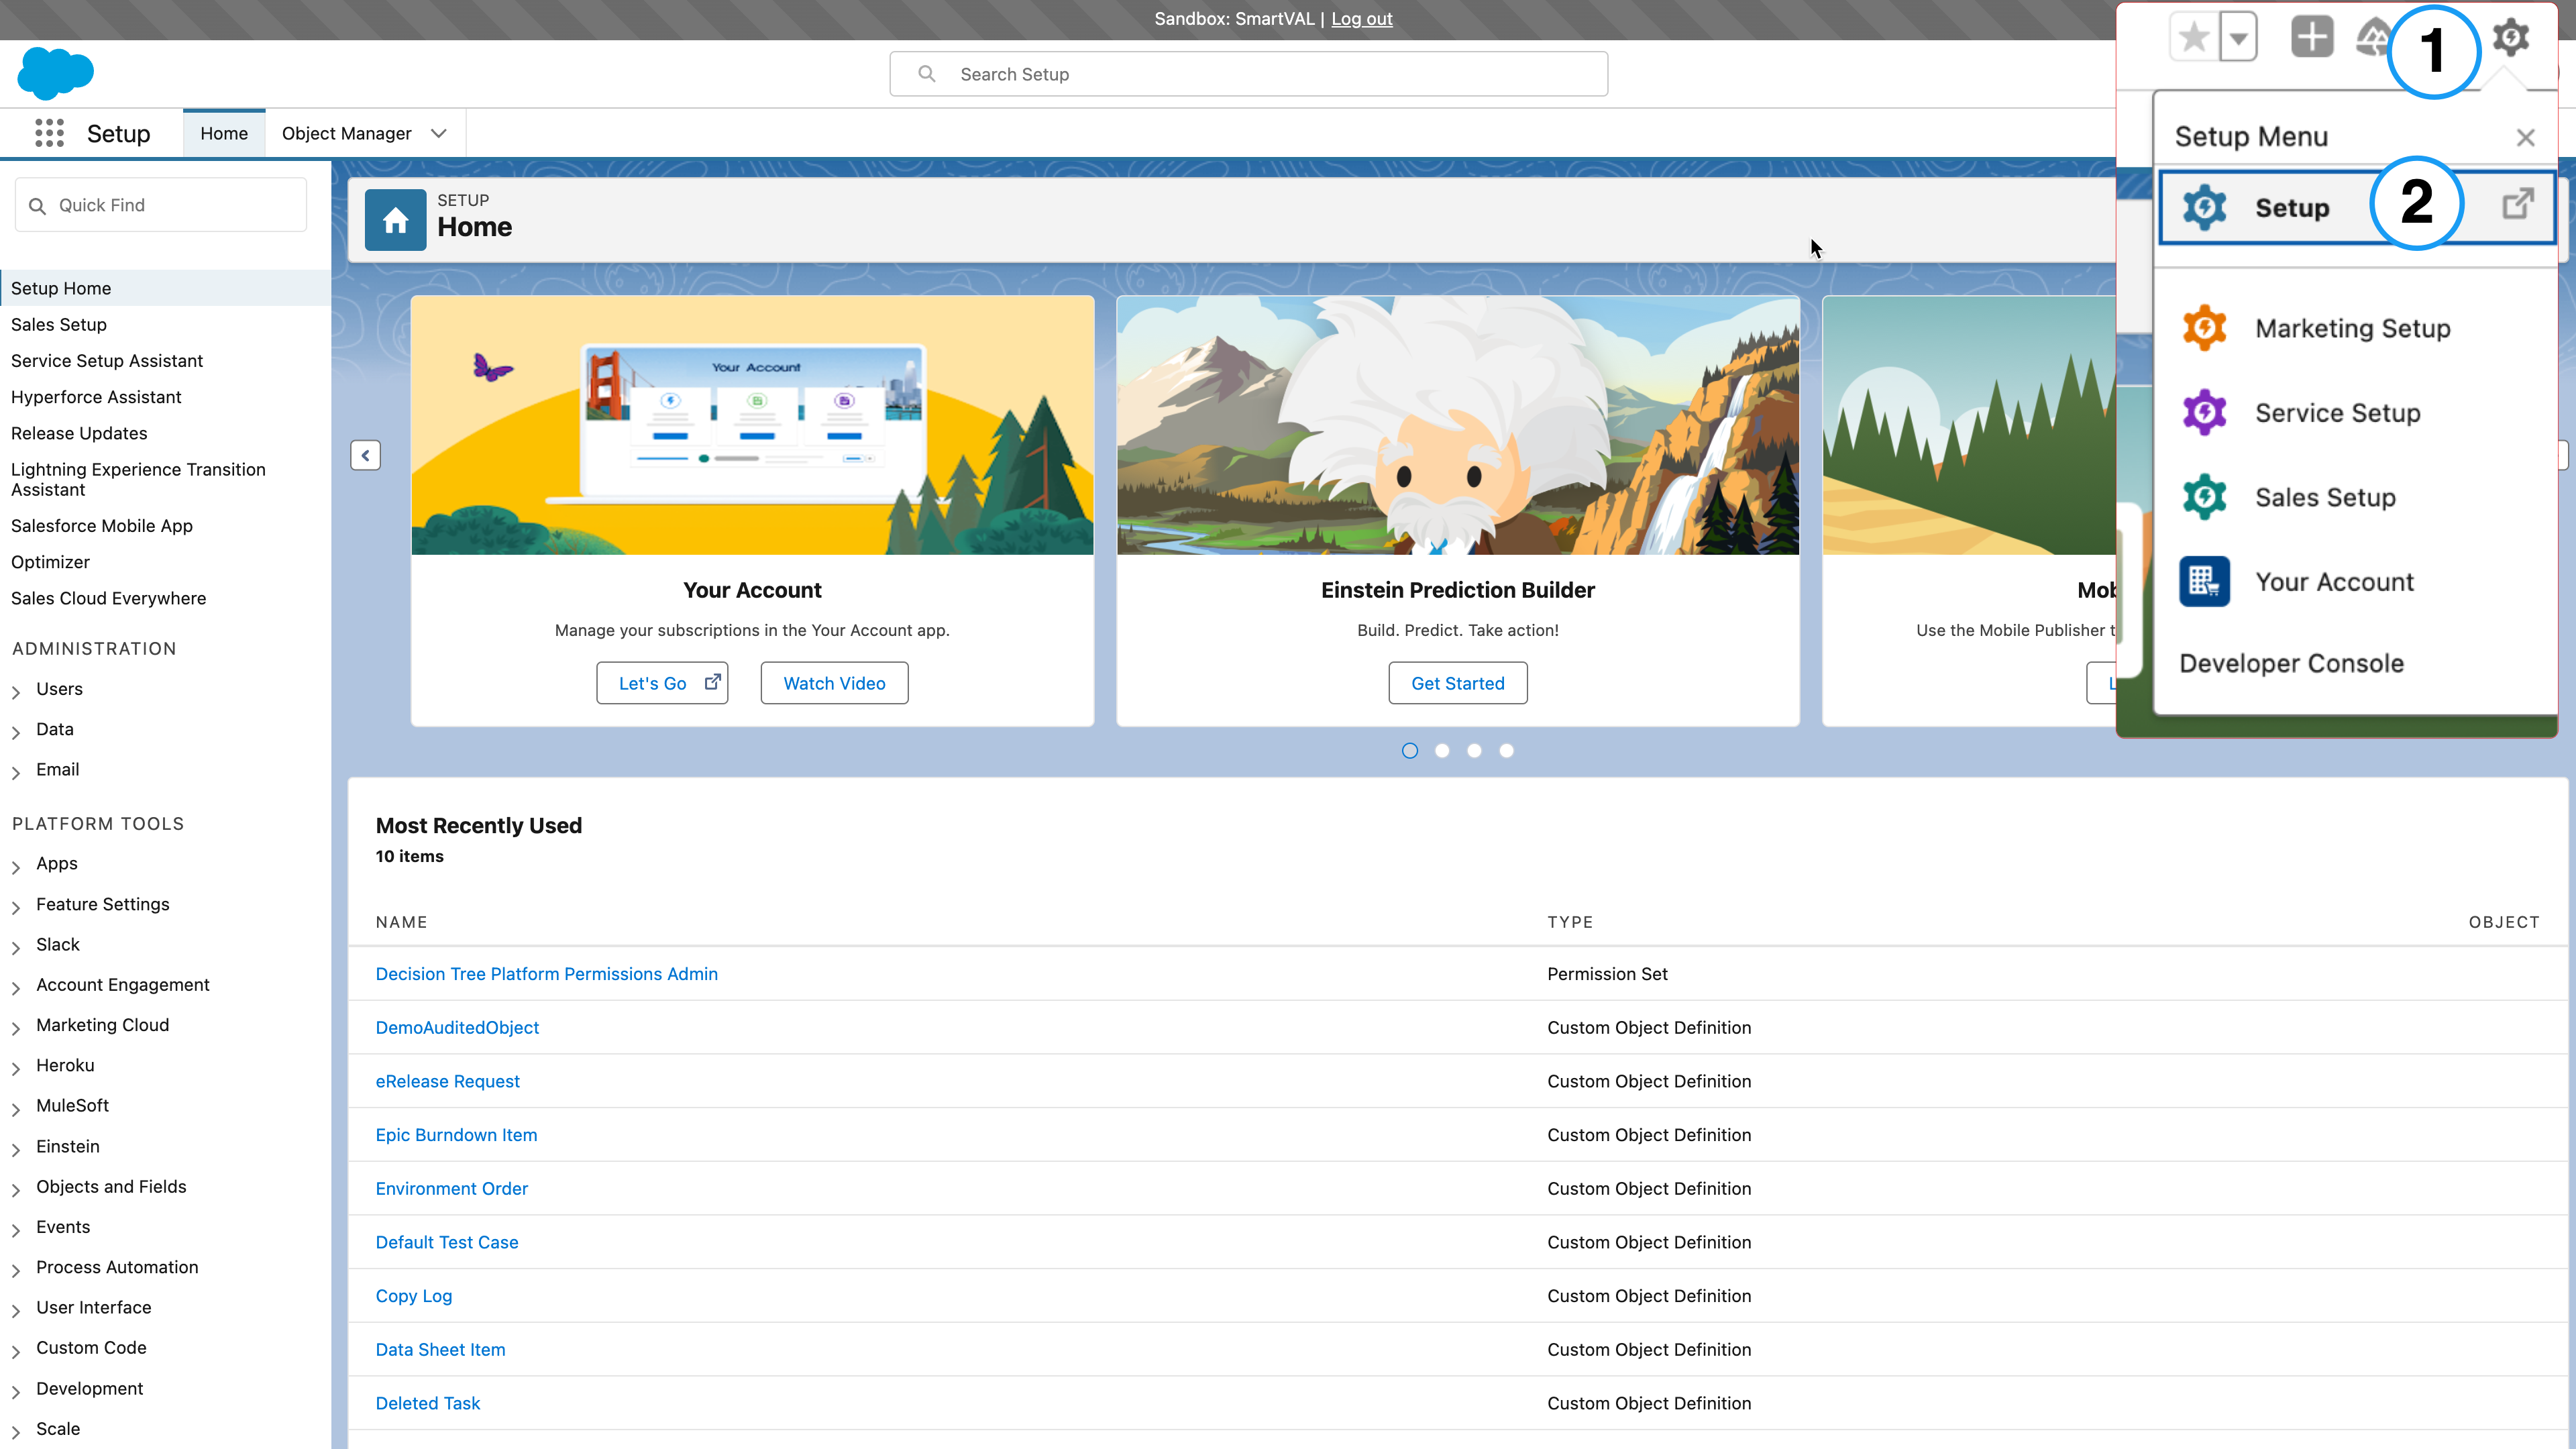 Sandbox: SmartVAL | Log out
Search Setup
1
Setup
Home
Object Manager
Setup Menu
Quick Find
SETUP
Home
Setup
2
Setup Home
Sales Setup
Service Setup Assistant
Hyperforce Assistant
Release Updates
Lightning Experience Transition
Assistant
Salesforce Mobile App
Optimizer
Sales Cloud Everywhere
ADMINISTRATION
Users
Data
Email
PLATFORM TOOLS
Apps
Feature Settings
Slack
Account Engagement
Marketing Cloud
Heroku
MuleSoft
Einstein
Objects and Fields
Events
Process Automation
User Interface
Custom Code
Development
Scale
Your Account
Your Account
Manage your subscriptions in the Your Account app.
Let's Go
Watch Video
Einstein Prediction Builder
Build. Predict. Take action!
Get Started
Mob
Use the Mobile Publisher t
L
Marketing Setup
Service Setup
Sales Setup
Your Account
Developer Console
Most Recently Used
10 items
NAME TYPE OBJECT
Decision Tree Platform Permissions Admin Permission Set
DemoAuditedObject Custom Object Definition
eRelease Request Custom Object Definition
Epic Burndown Item Custom Object Definition
Environment Order Custom Object Definition
Default Test Case Custom Object Definition
Copy Log Custom Object Definition
Data Sheet Item Custom Object Definition
Deleted Task Custom Object Definition